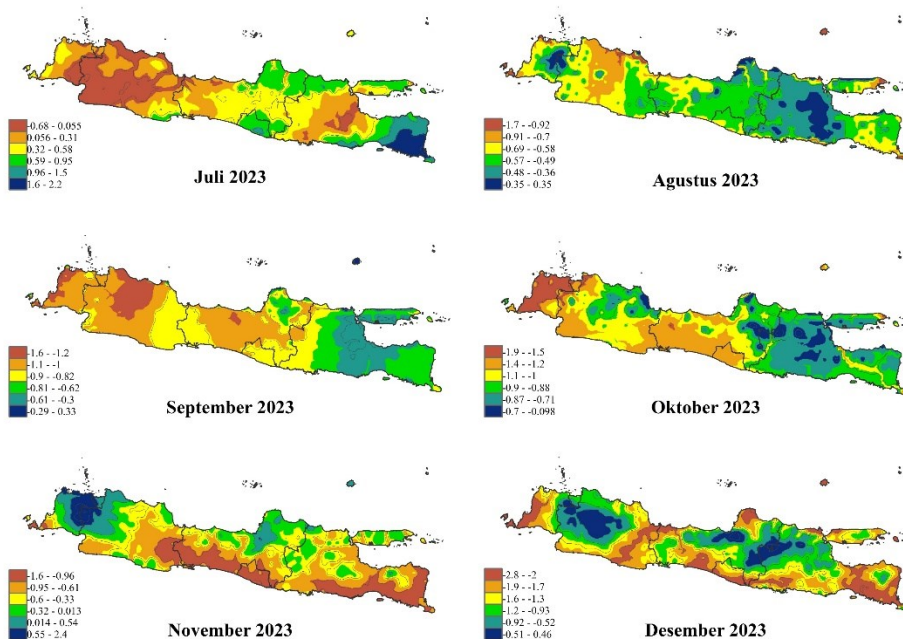 -0.68 - 0.055
0.056 - 0.31
0.32 - 0.58
0.59 - 0.95
0.96 - 1.5
1.6 - 2.2
Juli 2023
-1.7 - -0.92
-0.91 - -0.7
-0.69 - -0.58
-0.57 - -0.49
-0.48 - -0.36
-0.35 - 0.35
Agustus 2023
-1.6 - -1.2
-1.1 - -1
-0.9 - -0.82
-0.81 - -0.62
-0.61 - -0.3
-0.29 - 0.33
September 2023
-1.9 - -1.5
-1.4 - -1.2
-1.1 - -1
-0.9 - -0.88
-0.87 - -0.71
-0.7 - -0.098
Oktober 2023
-1.6 - -0.96
-0.95 - -0.61
-0.6 - -0.33
-0.32 - 0.013
0.014 - 0.54
0.55 - 2.4
November 2023
-2.8 - -2
-1.9 - -1.7
-1.6 - -1.3
-1.2 - -0.93
-0.92 - -0.52
-0.51 - 0.46
Desember 2023